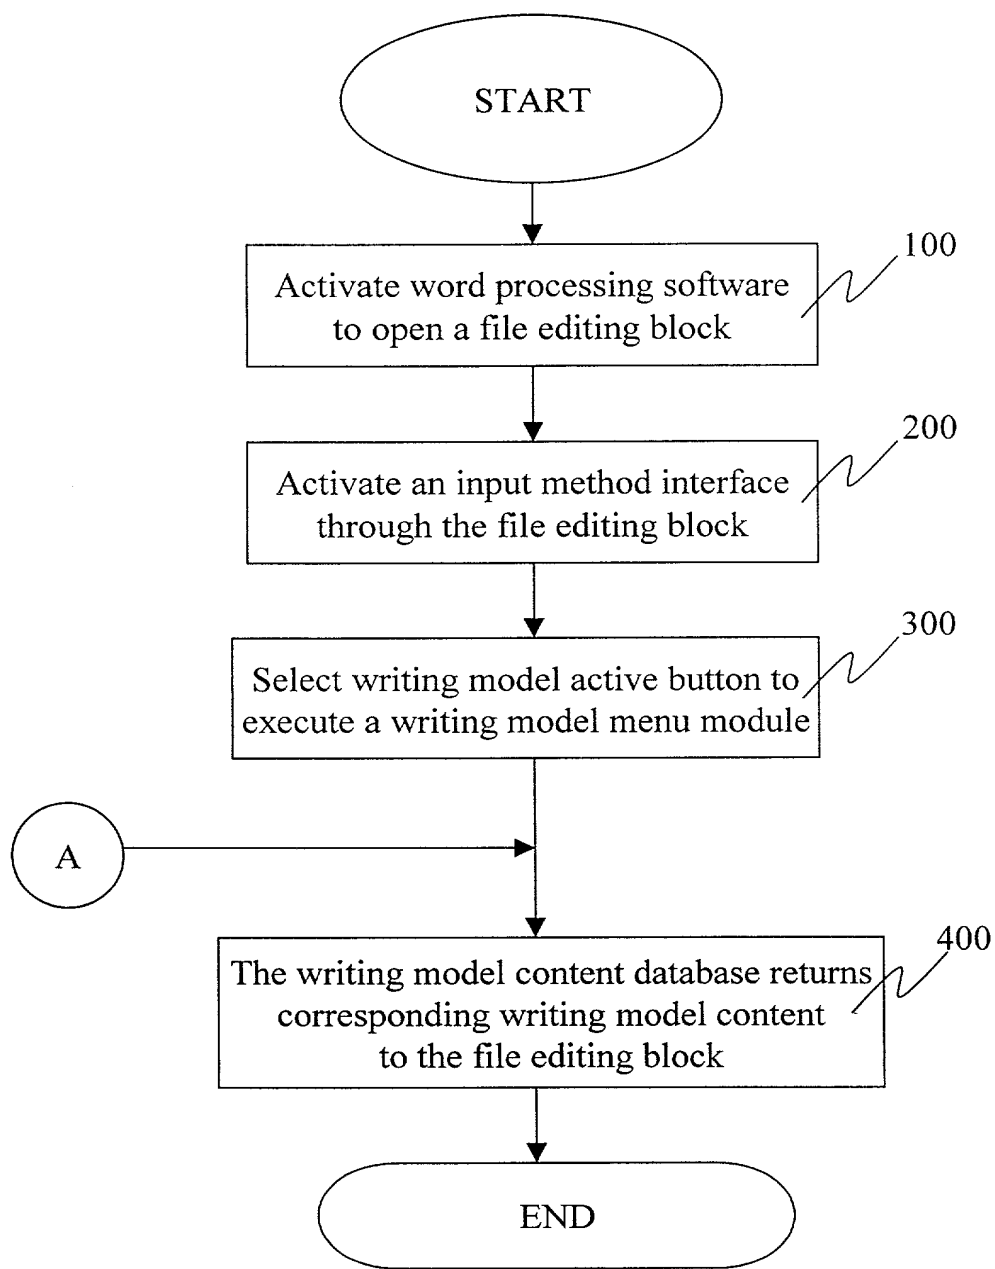 START
100
Activate word processing software
to open a file editing block
200
Activate an input method interface
through the file editing block
300
Select writing model active button to
execute a writing model menu module
A
400
The writing model content database returns
corresponding writing model content
to the file editing block
END